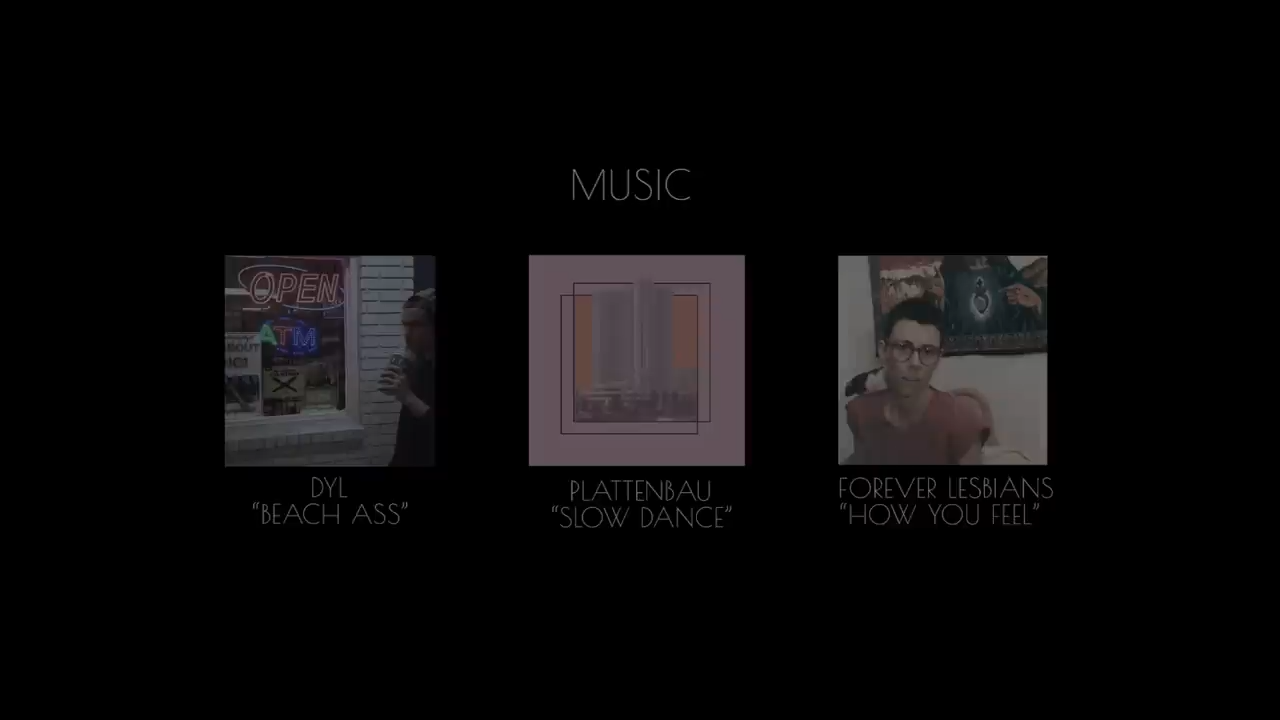 MUSIC
OPEN
ATM
DYL
“BEACH ASS”
PLATTENBAU
“SLOW DANCE”
FOREVER LESBIANS
“HOW YOU FEEL”